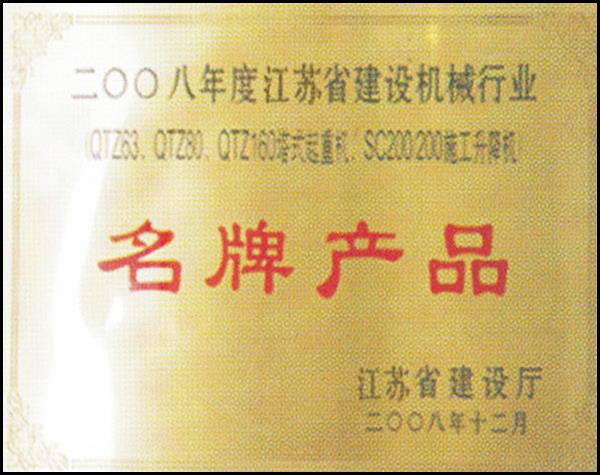 二〇〇八年度江苏省建设机械行业
(QTZ63、QTZ80、QTZ160塔式起重机、SC200/200施工升降机)
名牌产品
江苏省建设厅
二〇〇八年十二月